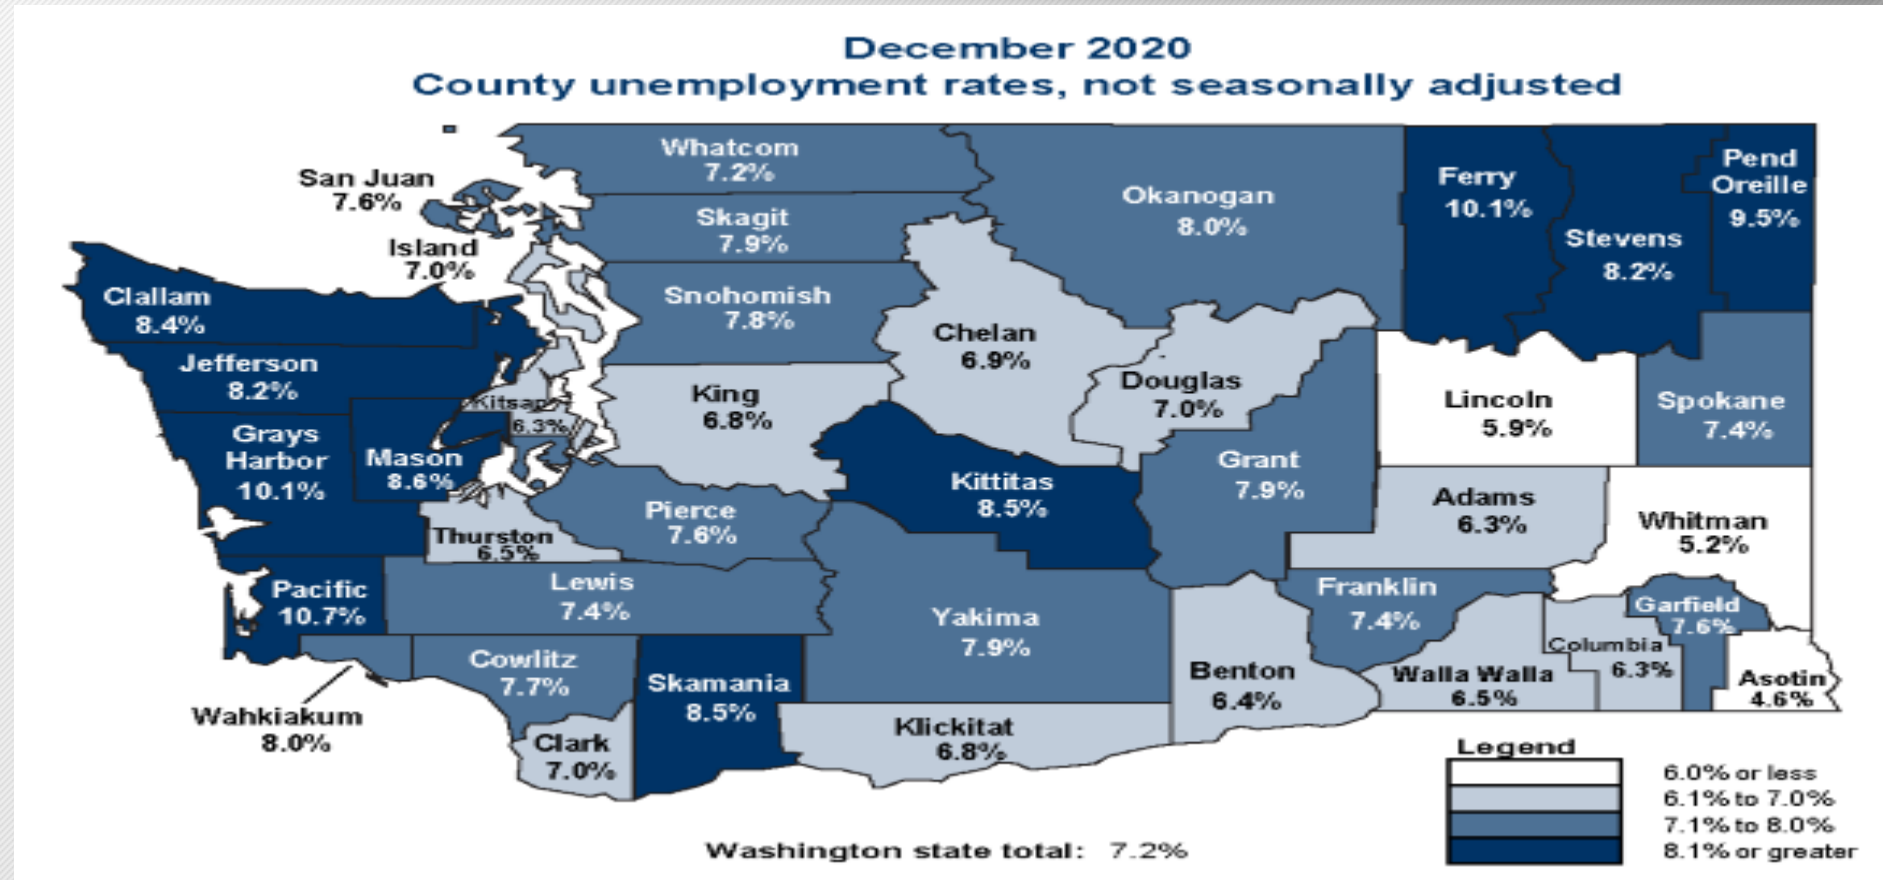 December 2020
County unemployment rates, not seasonally adjusted
Whatcom
7.2%
San Juan
7.6%
Skagit
7.9%
Island
7.0%
Okanogan
8.0%
Ferry
10.1%
Stevens
8.2%
Pend
Oreille
9.5%
Clallam
8.4%
Snohomish
7.8%
Chelan
6.9%
Jefferson
8.2%
King
6.8%
Douglas
7.0%
Lincoln
5.9%
Spokane
7.4%
Kitsap
6.3%
Grays
Harbor
10.1%
Mason
8.6%
Kittitas
8.5%
Grant
7.9%
Adams
6.3%
Whitman
5.2%
Thurston
6.5%
Pierce
7.6%
Pacific
10.7%
Lewis
7.4%
Yakima
7.9%
Franklin
7.4%
Garfield
7.6%
Columbia
6.3%
Cowlitz
7.7%
Skamania
8.5%
Benton
6.4%
Walla Walla
6.5%
Asotin
4.6%
Wahkiakum
8.0%
Clark
7.0%
Klickitat
6.8%
Legend
6.0% or less
6.1% to 7.0%
7.1% to 8.0%
8.1% or greater
Washington state total: 7.2%